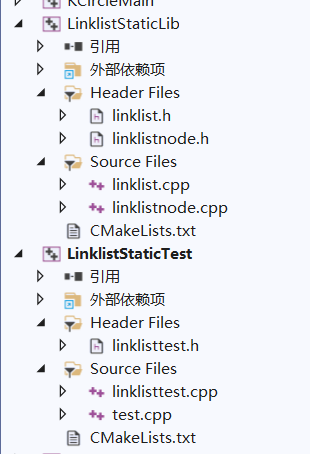 KCircleMain
LinklistStaticLib
引用
外部依赖项
Header Files
linklist.h
linklistnode.h
Source Files
linklist.cpp
linklistnode.cpp
CMakeLists.txt
LinklistStaticTest
引用
外部依赖项
Header Files
linklisttest.h
Source Files
linklisttest.cpp
test.cpp
CMakeLists.txt